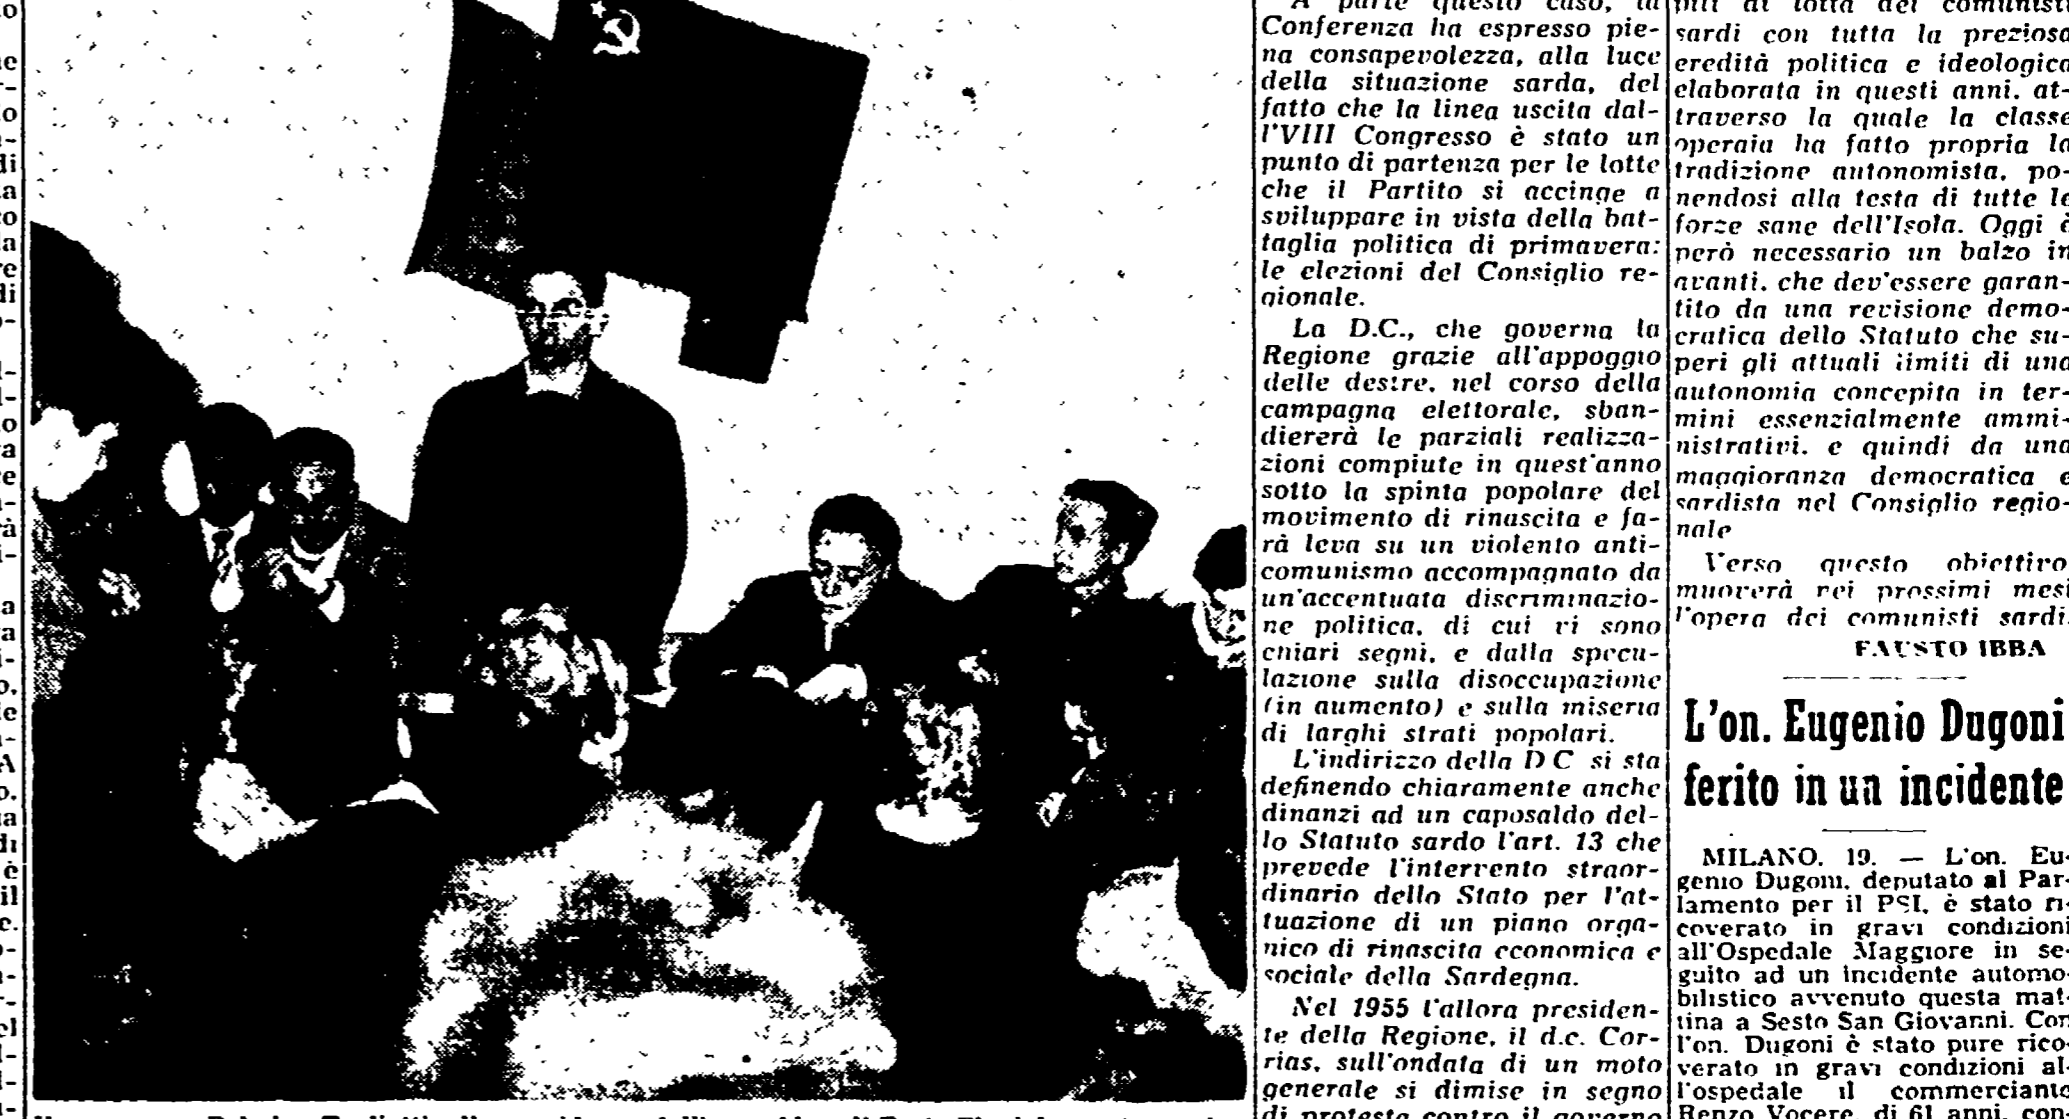 A parte questo caso, la
Conferenza ha espresso pie-
na consapevolezza, alla luce
della situazione sarda, del
fatto che la linea uscita dal-
l'VIII Congresso è stato un
punto di partenza per le lotte
che il Partito si accinge a
sviluppare in vista della bat-
taglia politica di primavera:
le elezioni del Consiglio re-
gionale.
La D.C., che governa la
Regione grazie all'appoggio
delle destre, nel corso della
campagna elettorale, sban-
diererà le parziali realizza-
zioni compiute in quest'anno
sotto la spinta popolare del
movimento di rinascita e fa-
rà leva su un violento anti-
comunismo accompagnato da
un'accentuata discriminazio-
ne politica, di cui vi sono
chiari segni, e dalla specu-
lazione sulla disoccupazione
(in aumento) e sulla miseria
di larghi strati popolari.
L'indirizzo della D C si sta
definendo chiaramente anche
dinanzi ad un caposaldo del-
lo Statuto sardo l'art. 13 che
prevede l'intervento straor-
dinario dello Stato per l'at-
tuazione di un piano orga-
nico di rinascita economica e
sociale della Sardegna.
Nel 1955 l'allora presiden-
te della Regione, il d.c. Cor-
rias, sull'ondata di un moto
generale si dimise in segno
di protesta contro il governo
di lotta dei comunisti
sardi con tutta la preziosa
eredità politica e ideologica
elaborata in questi anni, at-
traverso la quale la classe
operaia ha fatto propria la
tradizione autonomista, po-
nendosi alla testa di tutte le
forze sane dell'Isola. Oggi è
però necessario un balzo in
avanti, che dev'essere garan-
tito da una revisione demo-
cratica dello Statuto che su-
peri gli attuali limiti di una
autonomia concepita in ter-
mini essenzialmente ammi-
nistrativi, e quindi da una
maggioranza democratica e
sardista nel Consiglio regio-
nale
Verso questo obiettivo
muoverà nei prossimi mesi
l'opera dei comunisti sardi.
FAUSTO IBBA
L'on. Eugenio Dugoni
ferito in un incidente
MILANO, 19. — L'on. Eu-
genio Dugoni, deputato al Par-
lamento per il PSI, è stato ri-
coverato in gravi condizioni
all'Ospedale Maggiore in se-
guito ad un incidente automo-
bilistico avvenuto questa mat-
tina a Sesto San Giovanni. Con
l'on. Dugoni è stato pure rico-
verato in gravi condizioni al-
l'ospedale il commerciante
Renzo Vocere, di 61 anni, con-